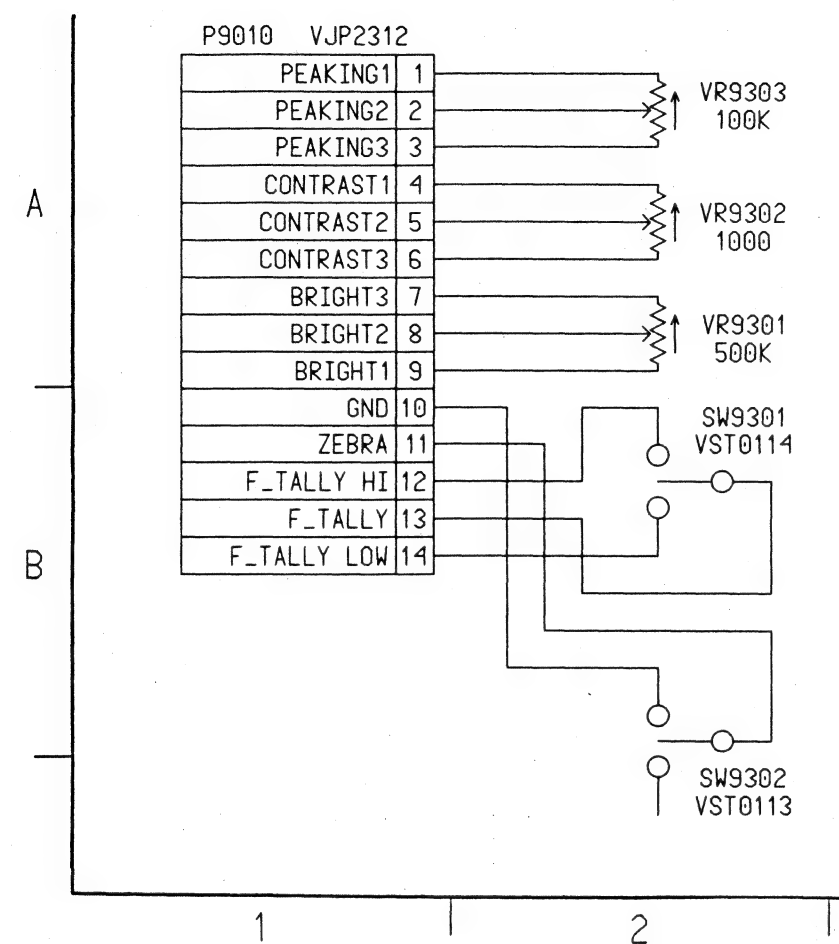 P9010 VJP2312
PEAKING1 1
PEAKING2 2
PEAKING3 3
CONTRAST1 4
CONTRAST2 5
CONTRAST3 6
BRIGHT3 7
BRIGHT2 8
BRIGHT1 9
GND 10
ZEBRA 11
F_TALLY HI 12
F_TALLY 13
F_TALLY LOW 14
VR9303
100K
VR9302
1000
VR9301
500K
SW9301
VST0114
SW9302
VST0113
A
B
1 2